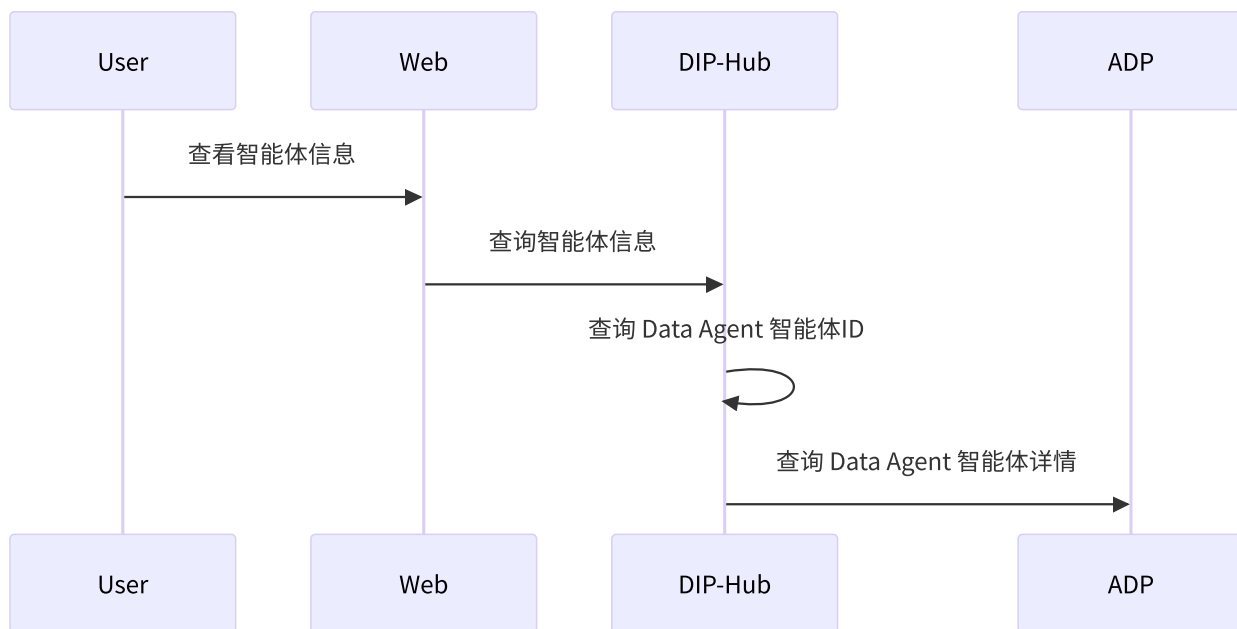 User
Web
DIP-Hub
ADP
查看智能体信息
查询智能体信息
查询 Data Agent 智能体ID
查询 Data Agent 智能体详情
User
Web
DIP-Hub
ADP